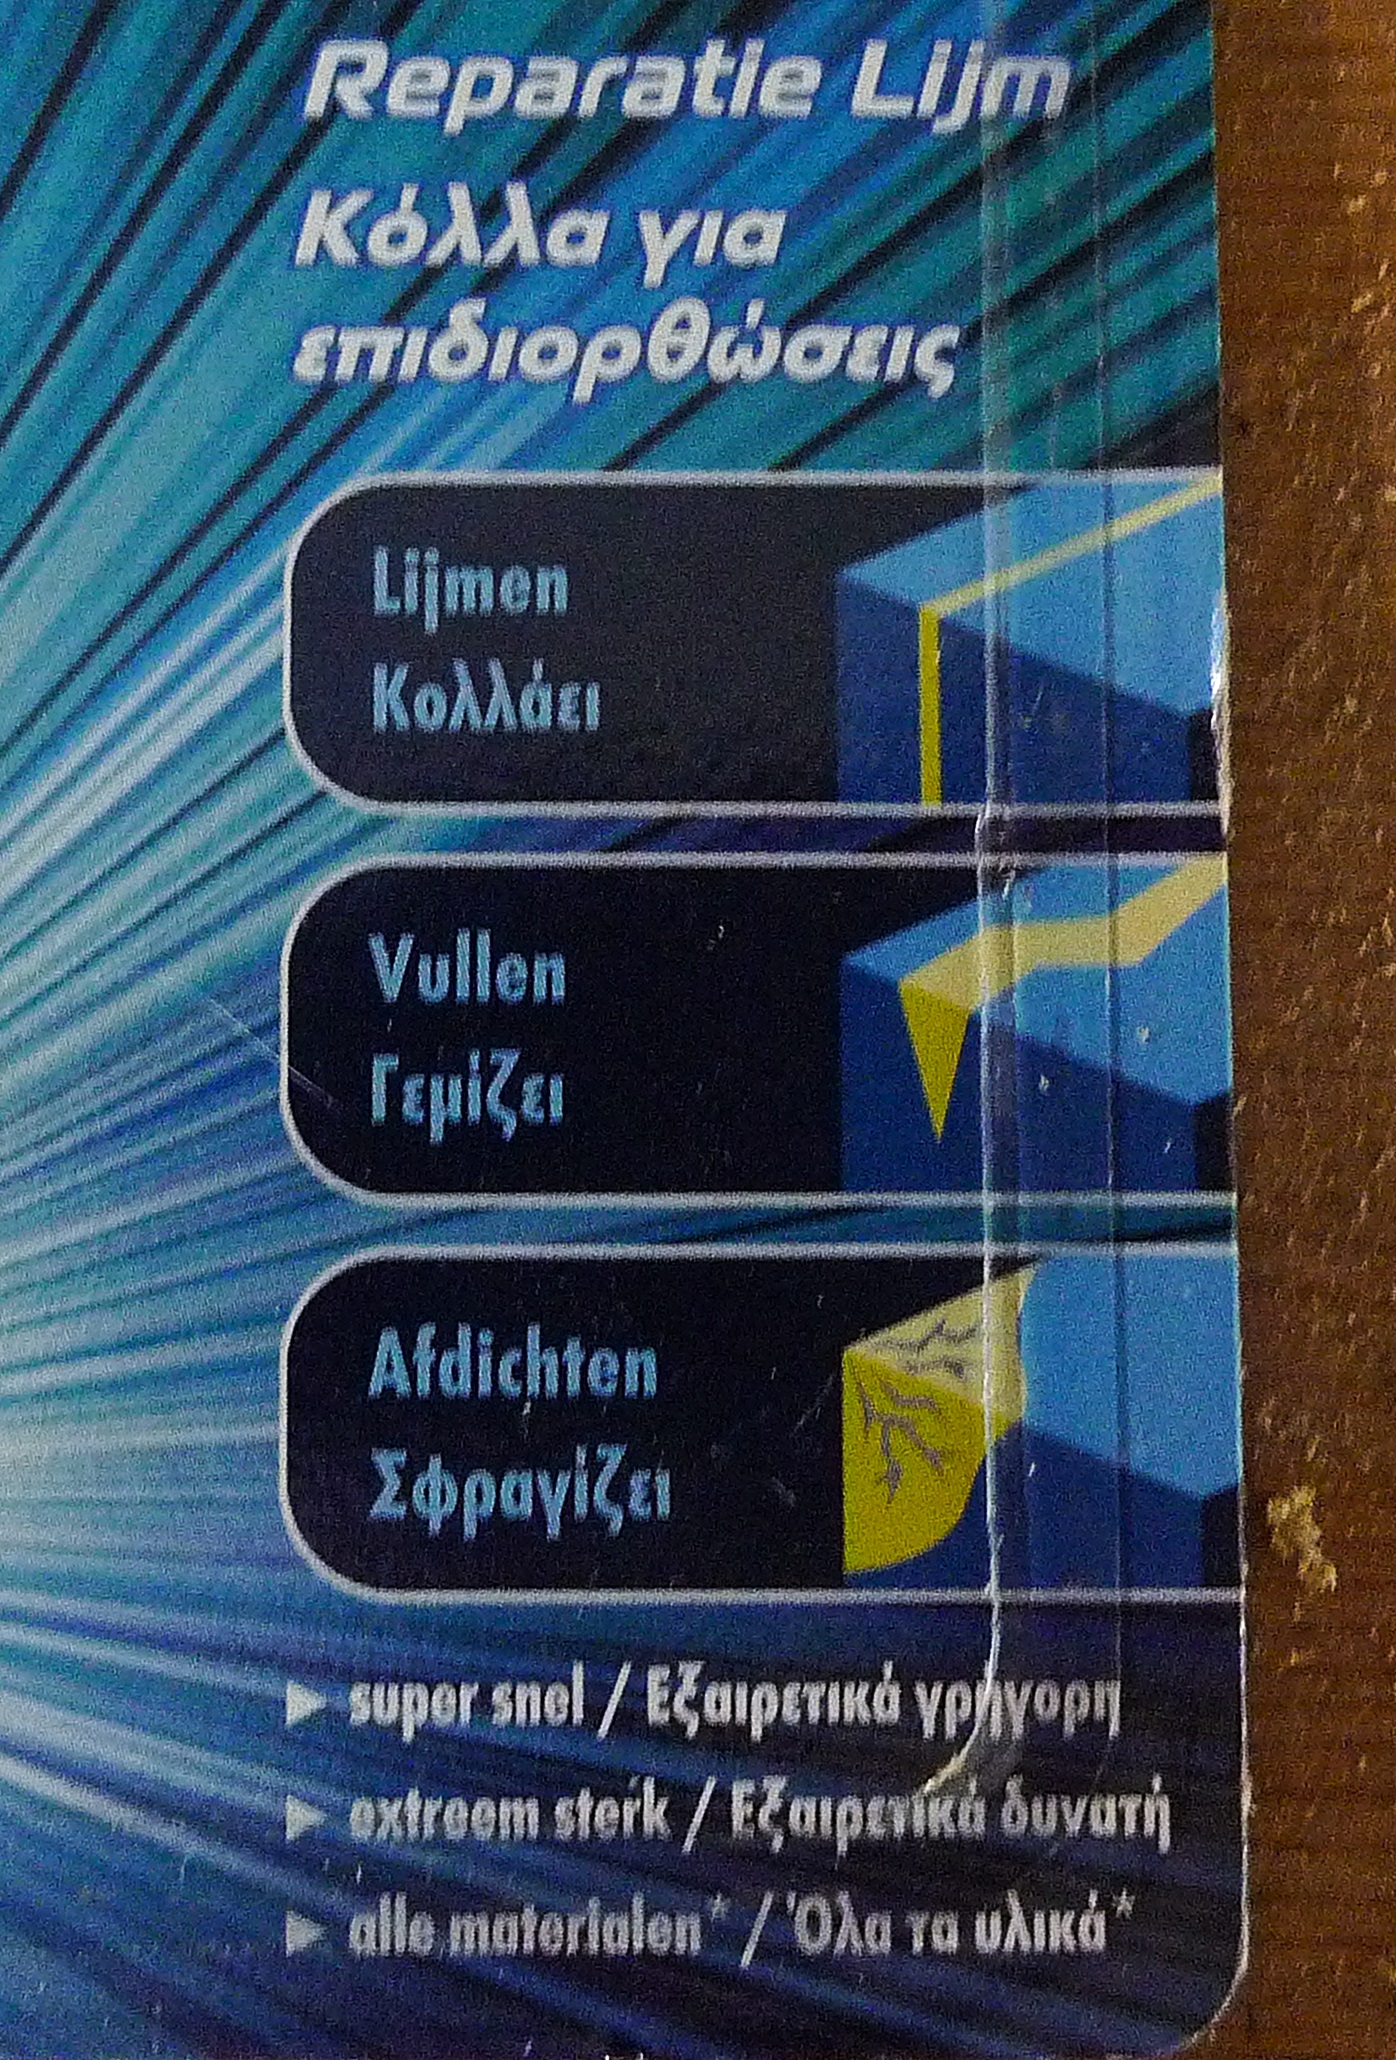 Reparatie Lijm
Κόλλα για
επιδιορθώσεις
Lijmen
Κολλάει
Vullen
Γεμίζει
Afdichten
Σφραγίζει
super snel / Εξαιρετικά γρήγορη
extreem sterk / Εξαιρετικά δυνατή
alle materialen* / Όλα τα υλικά*